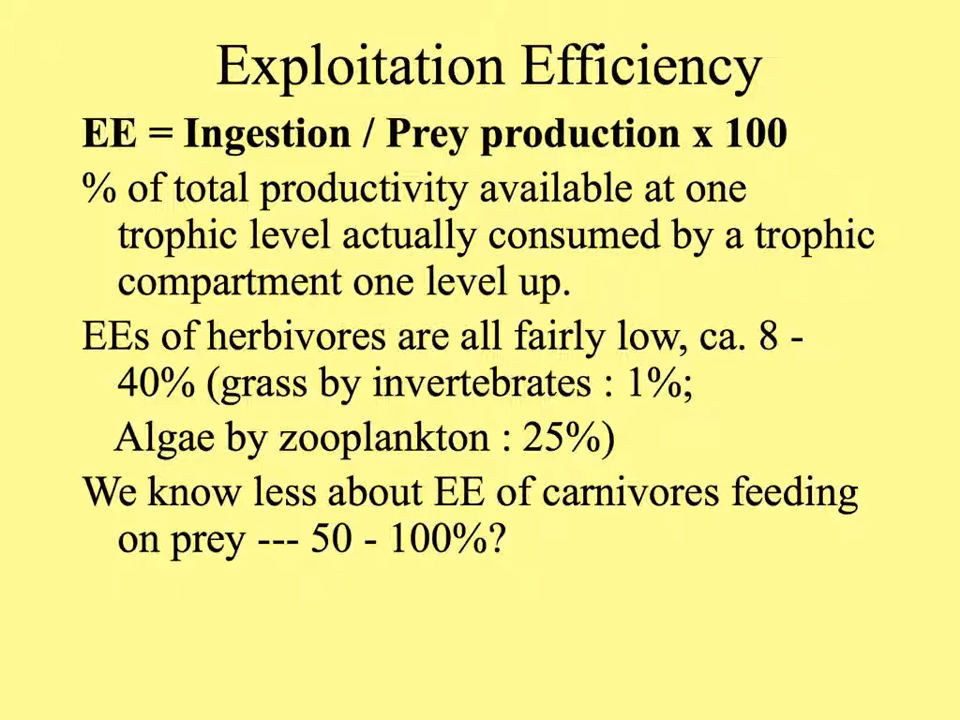 Exploitation Efficiency
EE = Ingestion / Prey production x 100
% of total productivity available at one
trophic level actually consumed by a trophic
compartment one level up.
EEs of herbivores are all fairly low, ca. 8 -
40% (grass by invertebrates : 1%;
Algae by zooplankton : 25%)
We know less about EE of carnivores feeding
on prey --- 50 - 100%?